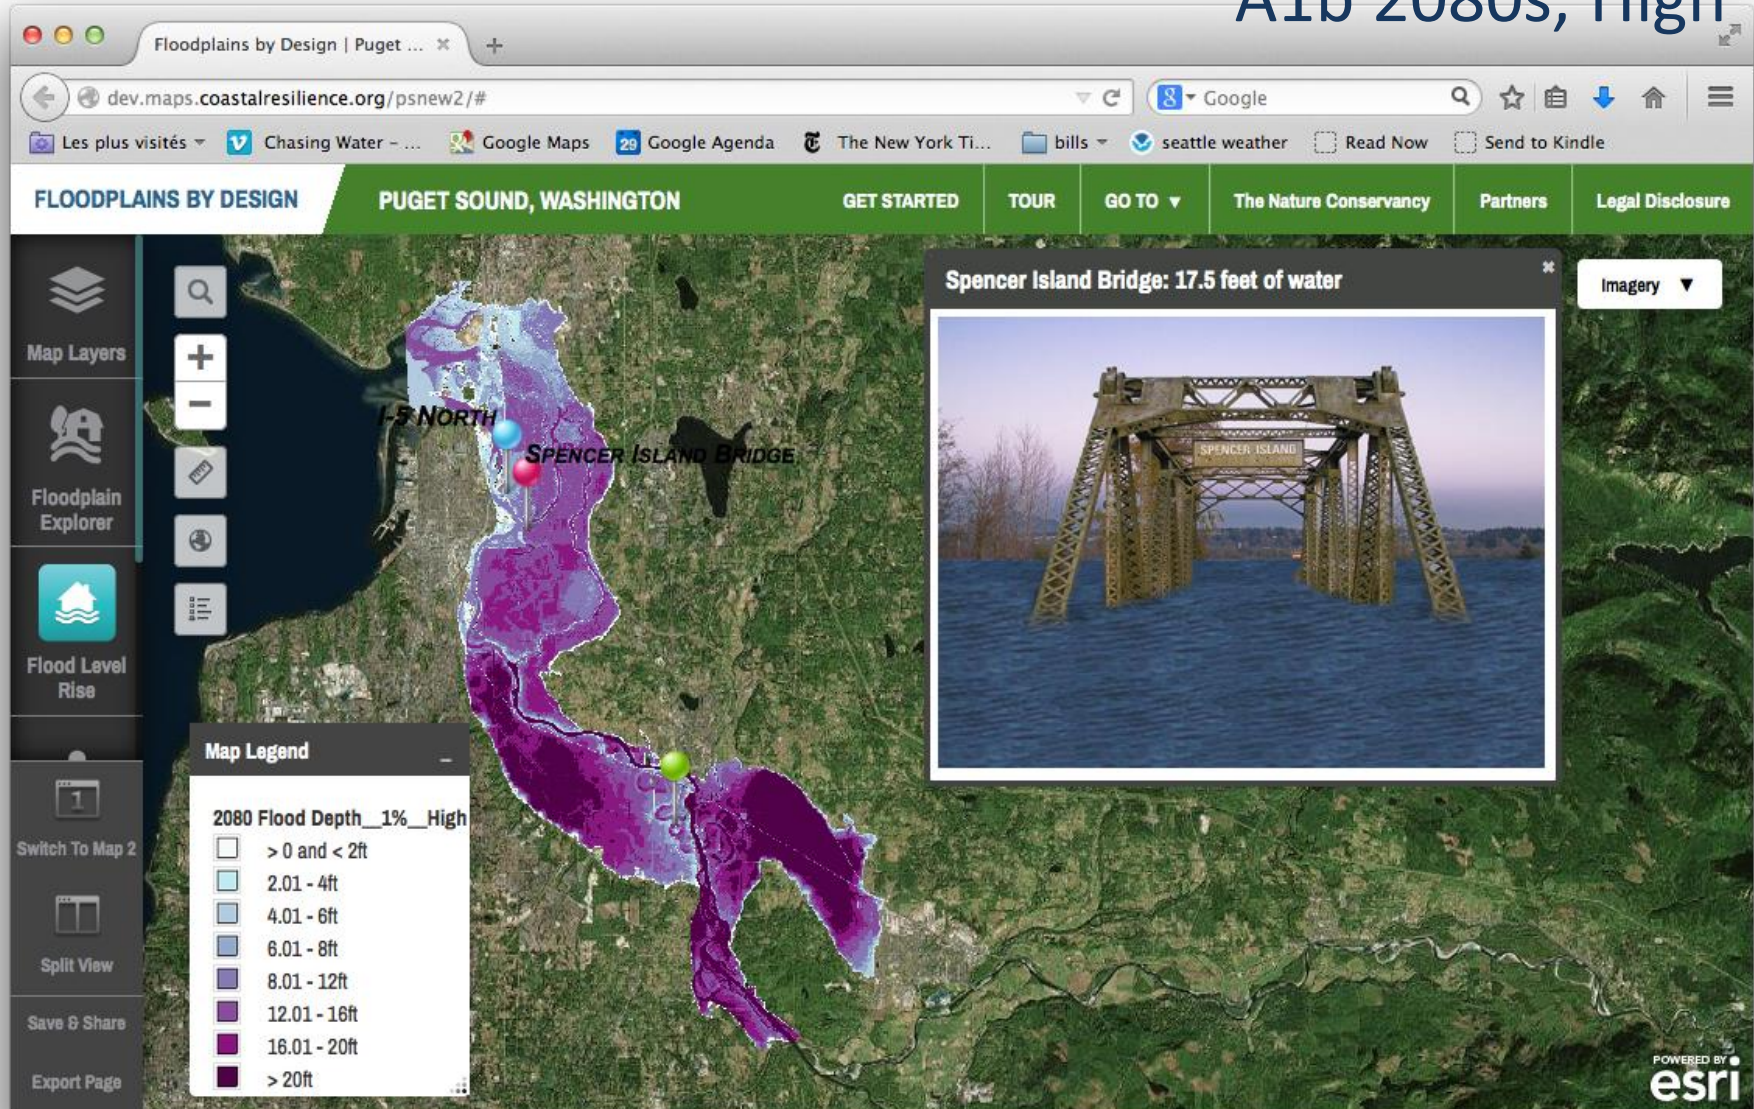 A1b 2080s, High
Floodplains by Design | Puget ...
dev.maps.coastalresilience.org/psnew2/#
8 Google
Les plus visités
Chasing Water – ...
Google Maps
29 Google Agenda
The New York Ti...
bills
seattle weather
Read Now
Send to Kindle
FLOODPLAINS BY DESIGN
PUGET SOUND, WASHINGTON
GET STARTED
TOUR
GO TO
The Nature Conservancy
Partners
Legal Disclosure
Map Layers
Floodplain
Explorer
Flood Level
Rise
1
Switch To Map 2
Split View
Save & Share
Export Page
I-5 NORTH
SPENCER ISLAND BRIDGE
Spencer Island Bridge: 17.5 feet of water
SPENCER ISLAND
Imagery
Map Legend
2080 Flood Depth__1%__High
> 0 and < 2ft
2.01 - 4ft
4.01 - 6ft
6.01 - 8ft
8.01 - 12ft
12.01 - 16ft
16.01 - 20ft
> 20ft
POWERED BY
esri